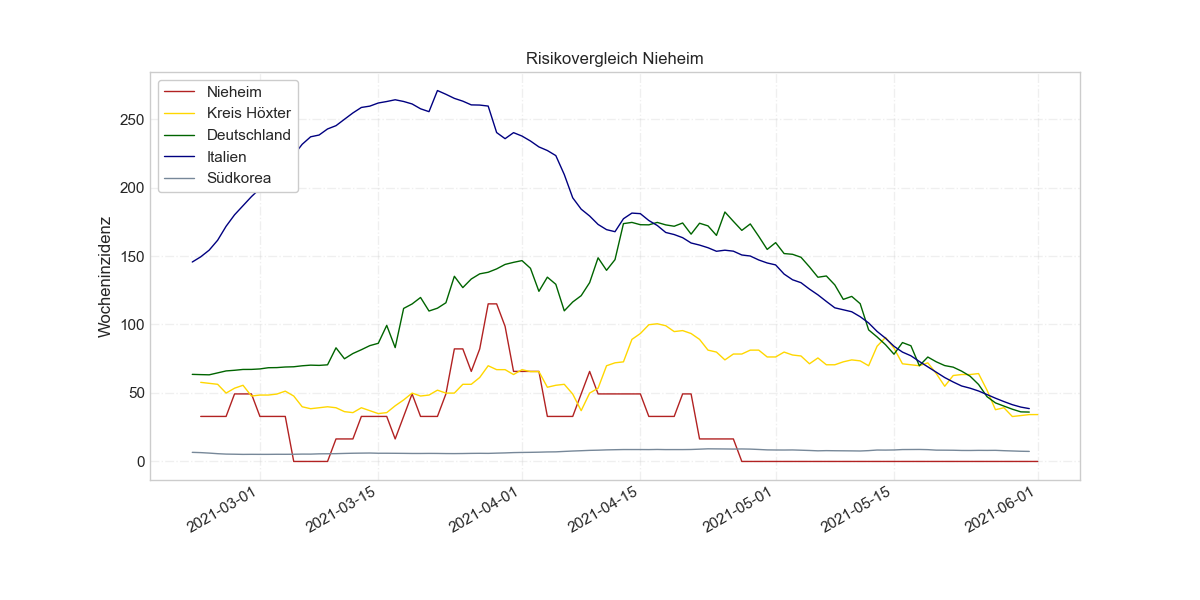 Risikovergleich Nieheim
Nieheim
Kreis Höxter
Deutschland
Italien
Südkorea
Wocheninzidenz
250
200
150
100
50
0
2021-03-01
2021-03-15
2021-04-01
2021-04-15
2021-05-01
2021-05-15
2021-06-01